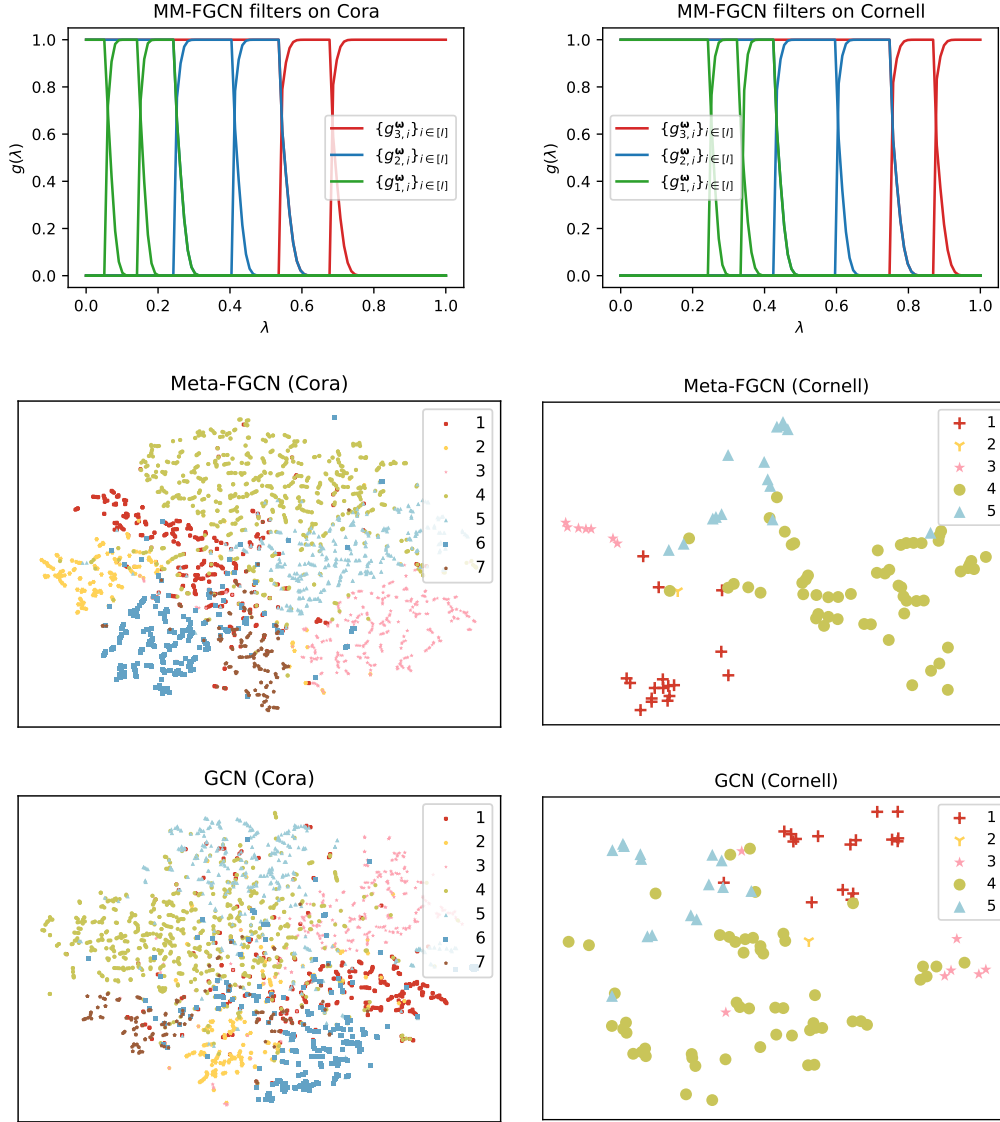 MM-FGCN filters on Cora
MM-FGCN filters on Cornell
g(λ)
1.0
0.8
0.6
0.4
0.2
0.0
{g^ω_{3,i}}_{i∈[I]}
{g^ω_{2,i}}_{i∈[I]}
{g^ω_{1,i}}_{i∈[I]}
0.0 0.2 0.4 0.6 0.8 1.0
λ
g(λ)
1.0
0.8
0.6
0.4
0.2
0.0
{g^ω_{3,i}}_{i∈[I]}
{g^ω_{2,i}}_{i∈[I]}
{g^ω_{1,i}}_{i∈[I]}
0.0 0.2 0.4 0.6 0.8 1.0
λ
Meta-FGCN (Cora)
1
2
3
4
5
6
7
Meta-FGCN (Cornell)
1
2
3
4
5
GCN (Cora)
1
2
3
4
5
6
7
GCN (Cornell)
1
2
3
4
5